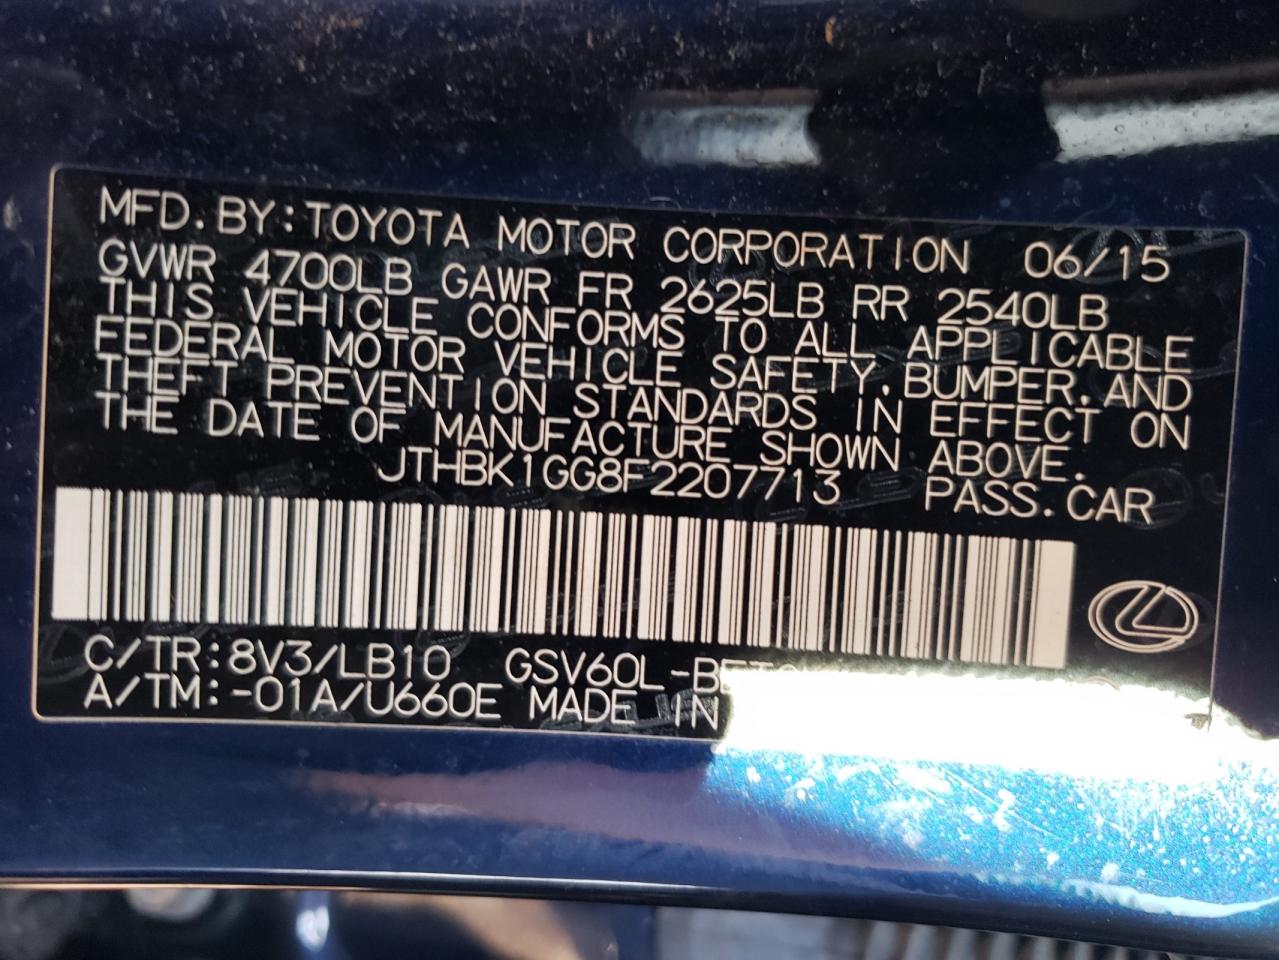 MFD. BY: TOYOTA MOTOR CORPORATION 06/15
GVWR 4700LB GAWR FR 2625LB RR 2540LB
THIS VEHICLE CONFORMS TO ALL APPLICABLE
FEDERAL MOTOR VEHICLE SAFETY, BUMPER, AND
THEFT PREVENTION STANDARDS IN EFFECT ON
THE DATE OF MANUFACTURE SHOWN ABOVE.
JTHBK1GG8F2207713 PASS. CAR
C/TR: 8V3/LB10
A/TM: -01A/U660E MADE IN